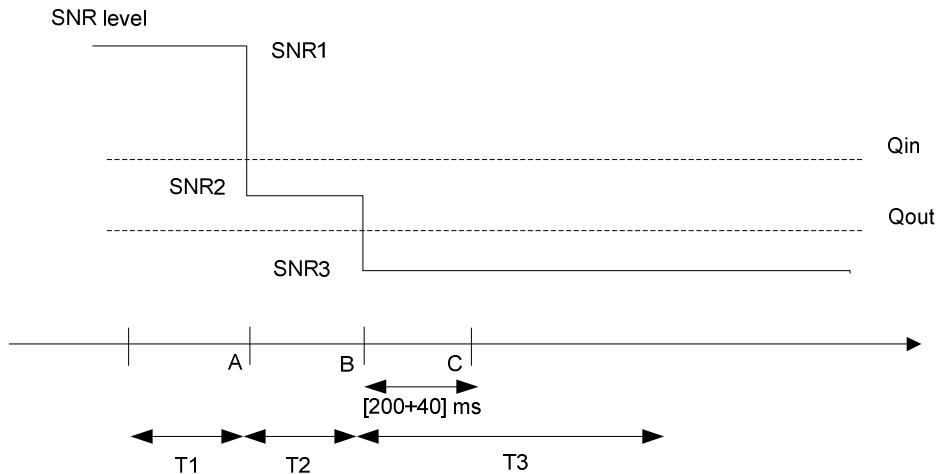 SNR level
SNR1
Qin
SNR2
Qout
SNR3
A
B
C
[200+40] ms
T1
T2
T3